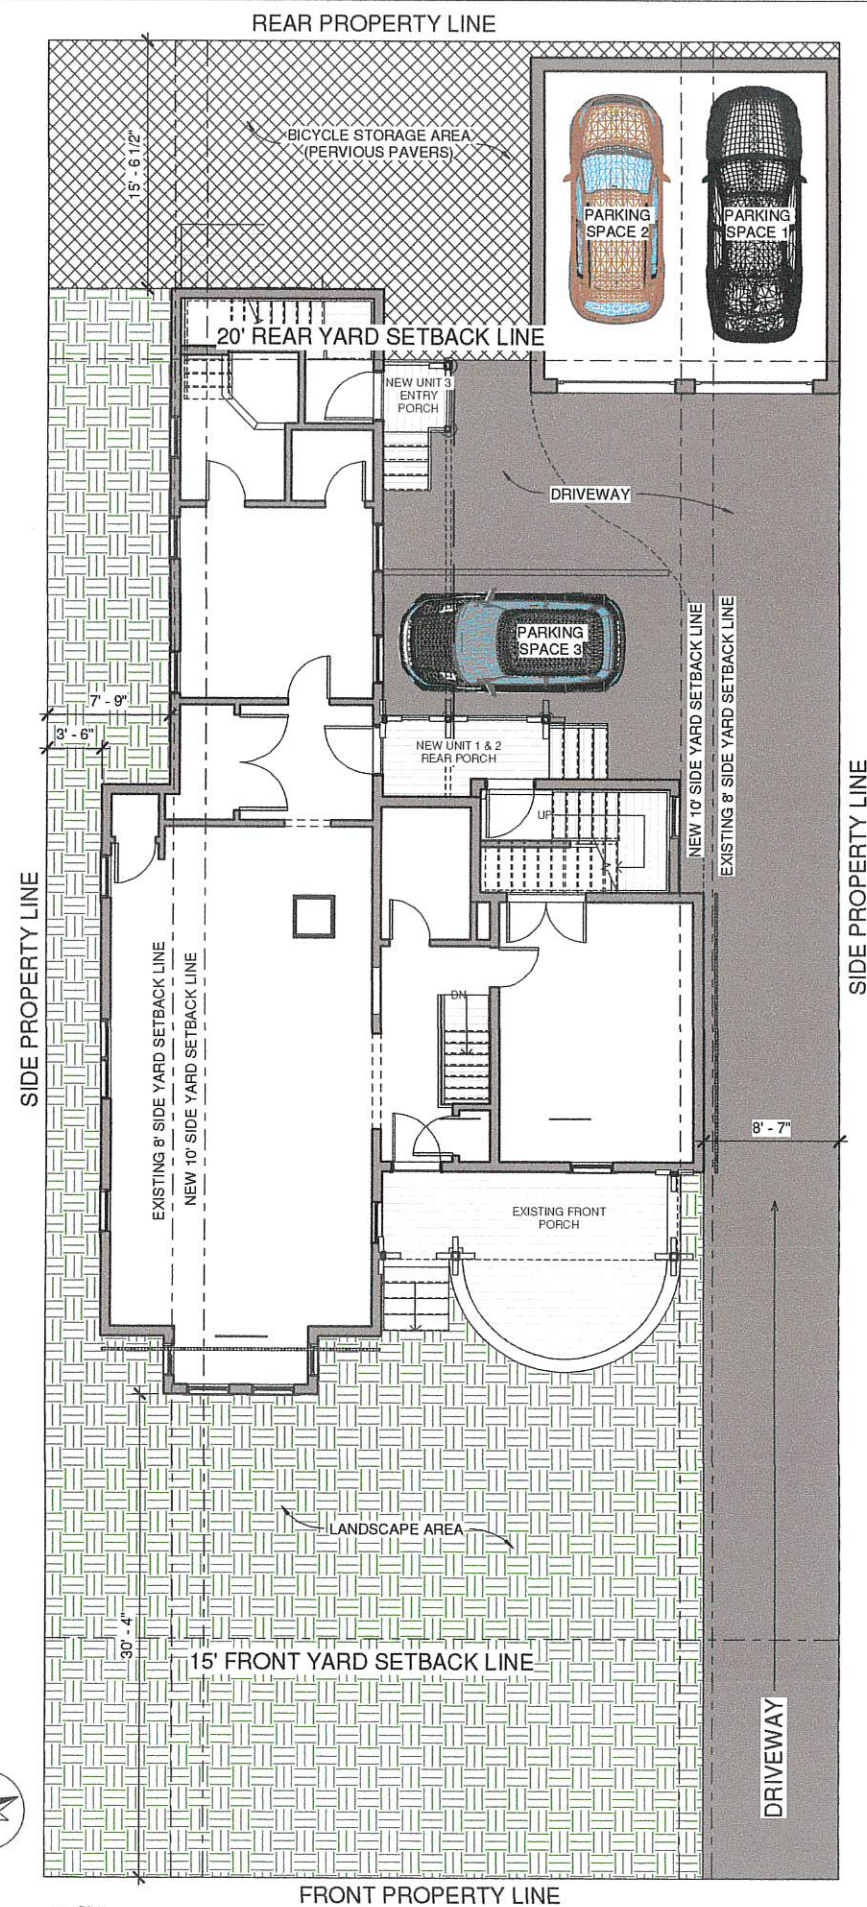 REAR PROPERTY LINE
15' - 6 1/2"
BICYCLE STORAGE AREA
(PERVIOUS PAVERS)
PARKING
SPACE 2
PARKING
SPACE 1
20' REAR YARD SETBACK LINE
NEW UNIT 3
ENTRY
PORCH
DRIVEWAY
PARKING
SPACE 3
NEW 10' SIDE YARD SETBACK LINE
EXISTING 8' SIDE YARD SETBACK LINE
7' - 9"
3' - 6"
NEW UNIT 1 & 2
REAR PORCH
UP
SIDE PROPERTY LINE
SIDE PROPERTY LINE
EXISTING 8' SIDE YARD SETBACK LINE
NEW 10' SIDE YARD SETBACK LINE
DN
8' - 7"
EXISTING FRONT
PORCH
LANDSCAPE AREA
30' - 4"
15' FRONT YARD SETBACK LINE
DRIVEWAY
FRONT PROPERTY LINE